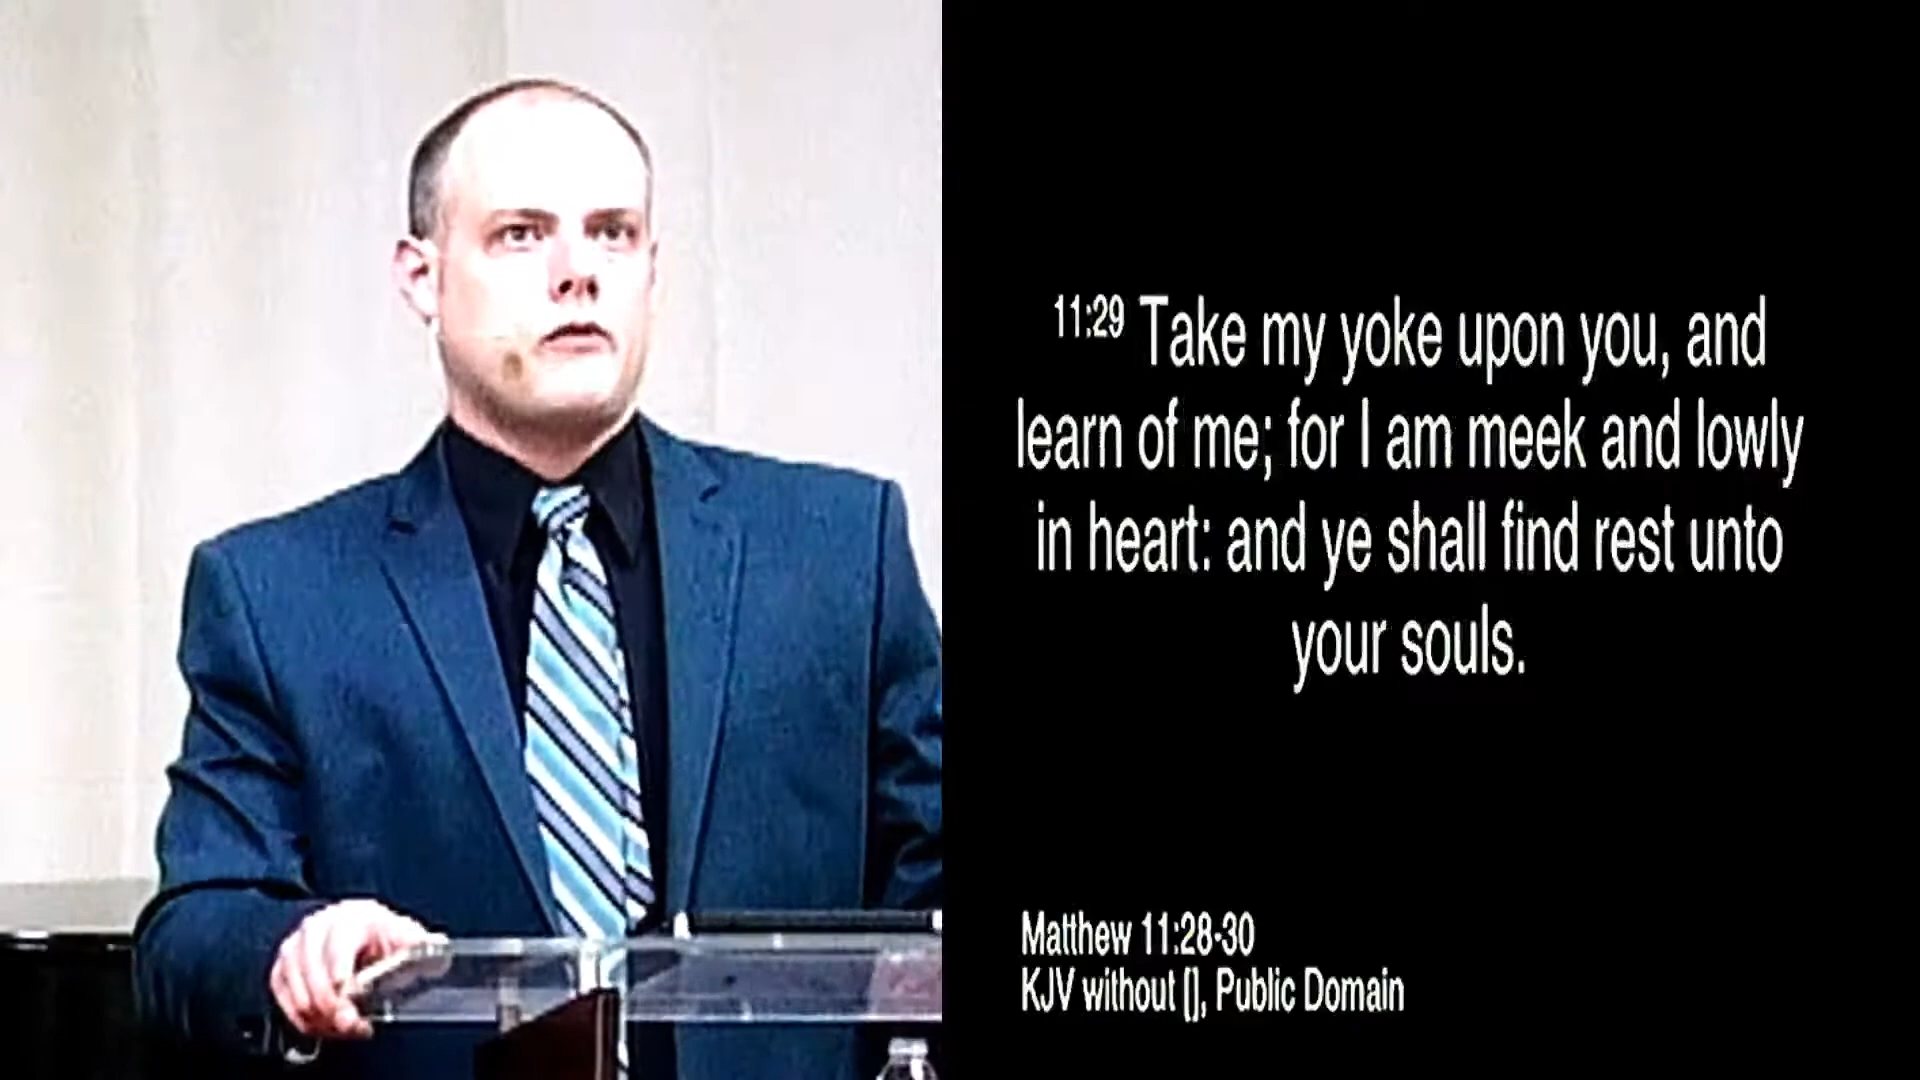 11:29 Take my yoke upon you, and
learn of me; for I am meek and lowly
in heart: and ye shall find rest unto
your souls.
Matthew 11:28-30
KJV without [], Public Domain